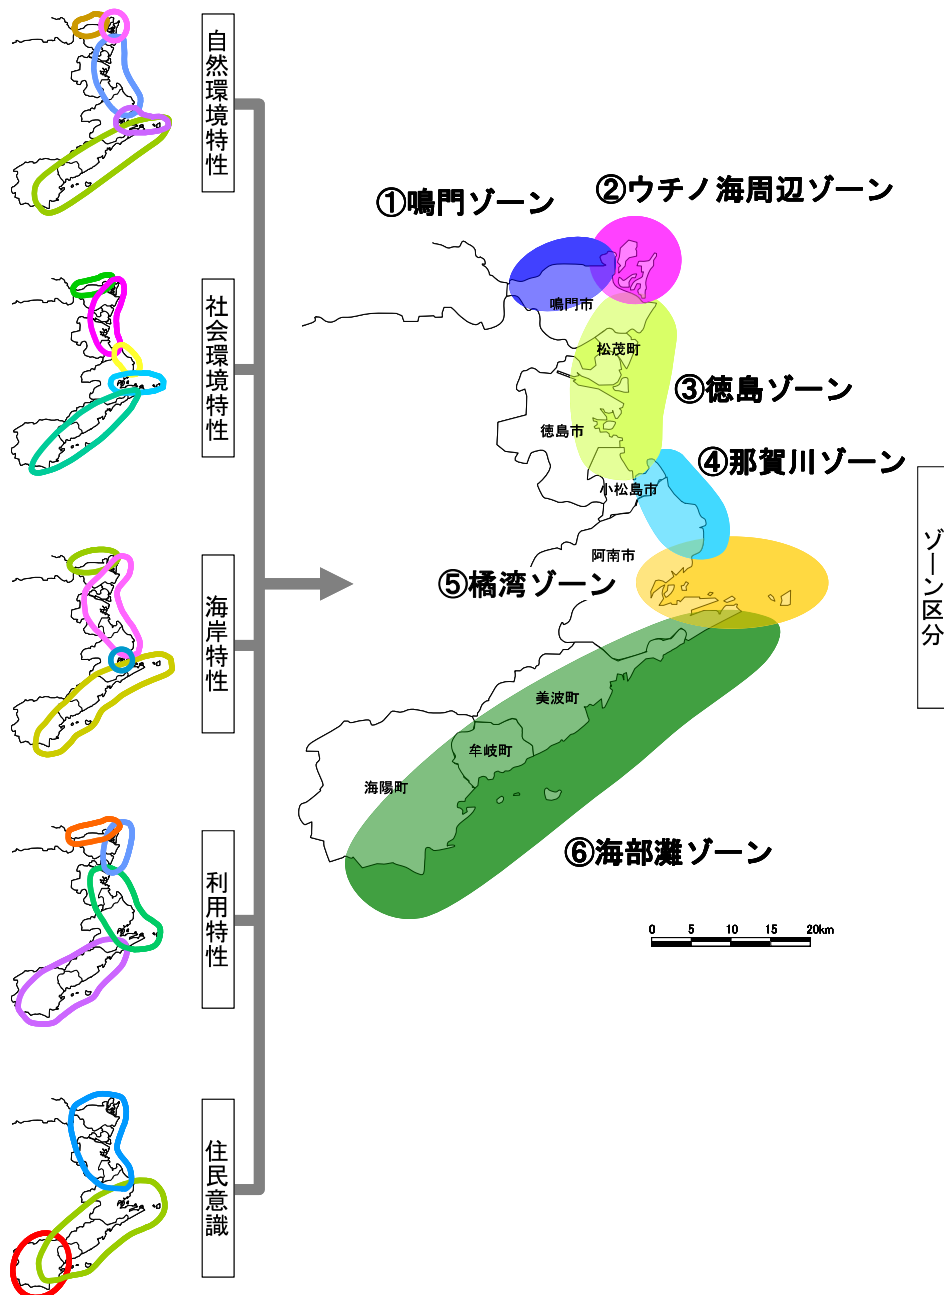 自然環境特性
社会環境特性
海岸特性
利用特性
住民意識
①鳴門ゾーン
②ウチノ海周辺ゾーン
鳴門市
松茂町
③徳島ゾーン
徳島市
④那賀川ゾーン
小松島市
阿南市
⑤橘湾ゾーン
美波町
牟岐町
海陽町
⑥海部灘ゾーン
0 5 10 15 20km
ゾーン区分